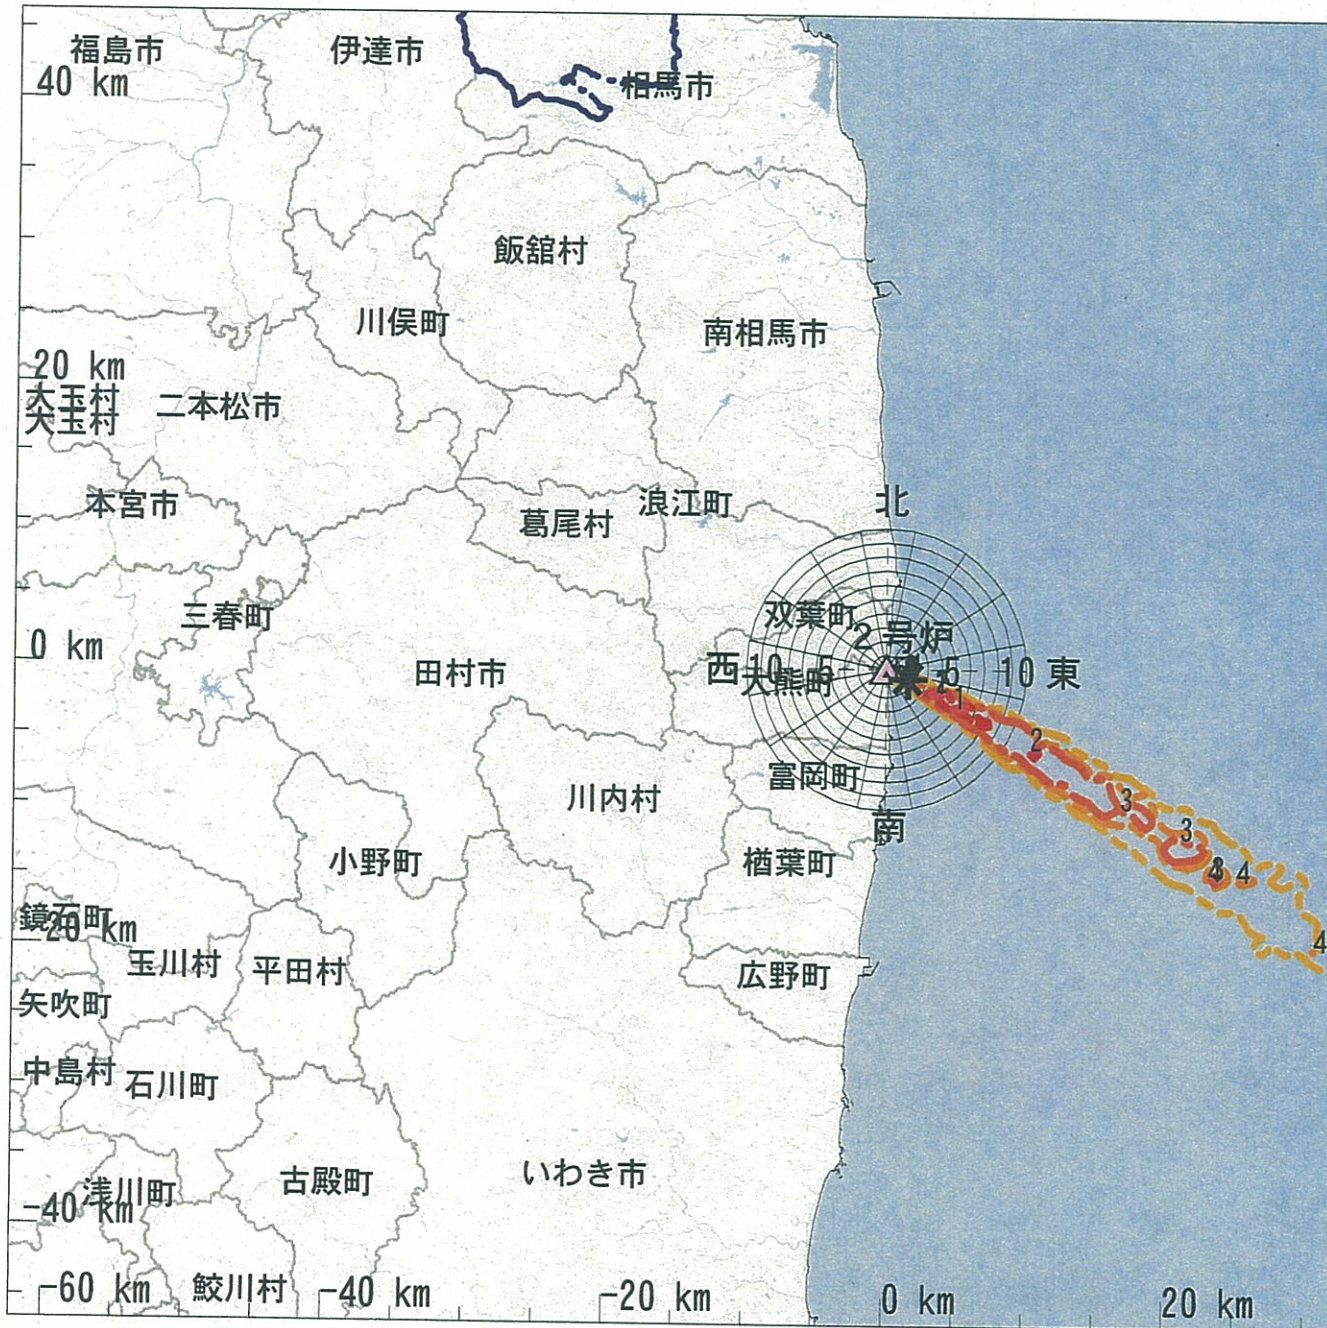 福島市
伊達市
相馬市
40 km
飯舘村
川俣町
南相馬市
20 km
大玉村
大玉村
二本松市
本宮市
葛尾村
浪江町
北
三春町
双葉町
2号炉
0 km
田村市
西
10
5
大熊町
5
10
東
1
2
富岡町
川内村
3
南
3
小野町
楢葉町
4
4
鏡石町
-20 km
4
玉川村
平田村
広野町
矢吹町
中島村
石川町
いわき市
古殿町
浅川町
-40 km
-60 km
鮫川村
-40 km
-20 km
0 km
20 km